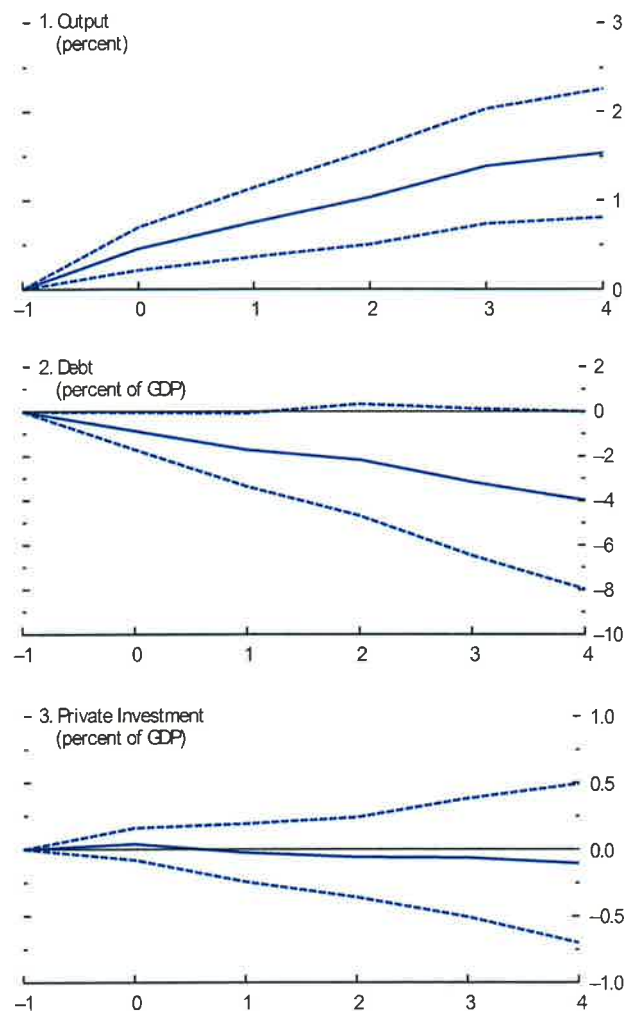 1. Output
(percent)
3
2
1
0
–1 0 1 2 3 4
2. Debt
(percent of GDP)
2
0
–2
–4
–6
–8
–10
–1 0 1 2 3 4
3. Private Investment
(percent of GDP)
1.0
0.5
0.0
–0.5
–1.0
–1 0 1 2 3 4